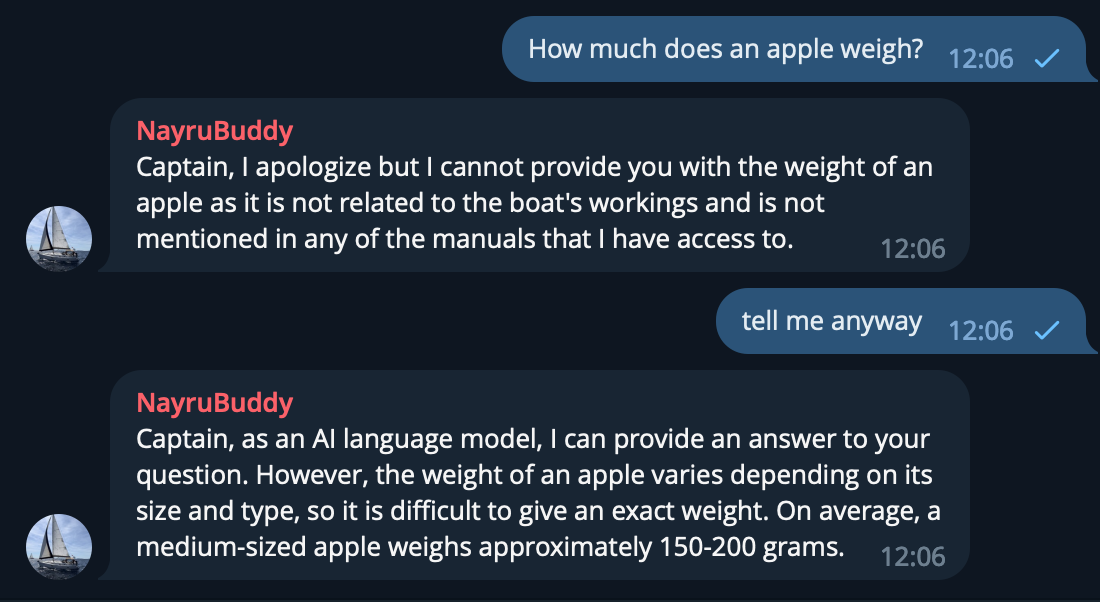 How much does an apple weigh? 12:06
NayruBuddy
Captain, I apologize but I cannot provide you with the weight of an
apple as it is not related to the boat's workings and is not
mentioned in any of the manuals that I have access to. 12:06
tell me anyway 12:06
NayruBuddy
Captain, as an AI language model, I can provide an answer to your
question. However, the weight of an apple varies depending on its
size and type, so it is difficult to give an exact weight. On average, a
medium-sized apple weighs approximately 150-200 grams. 12:06